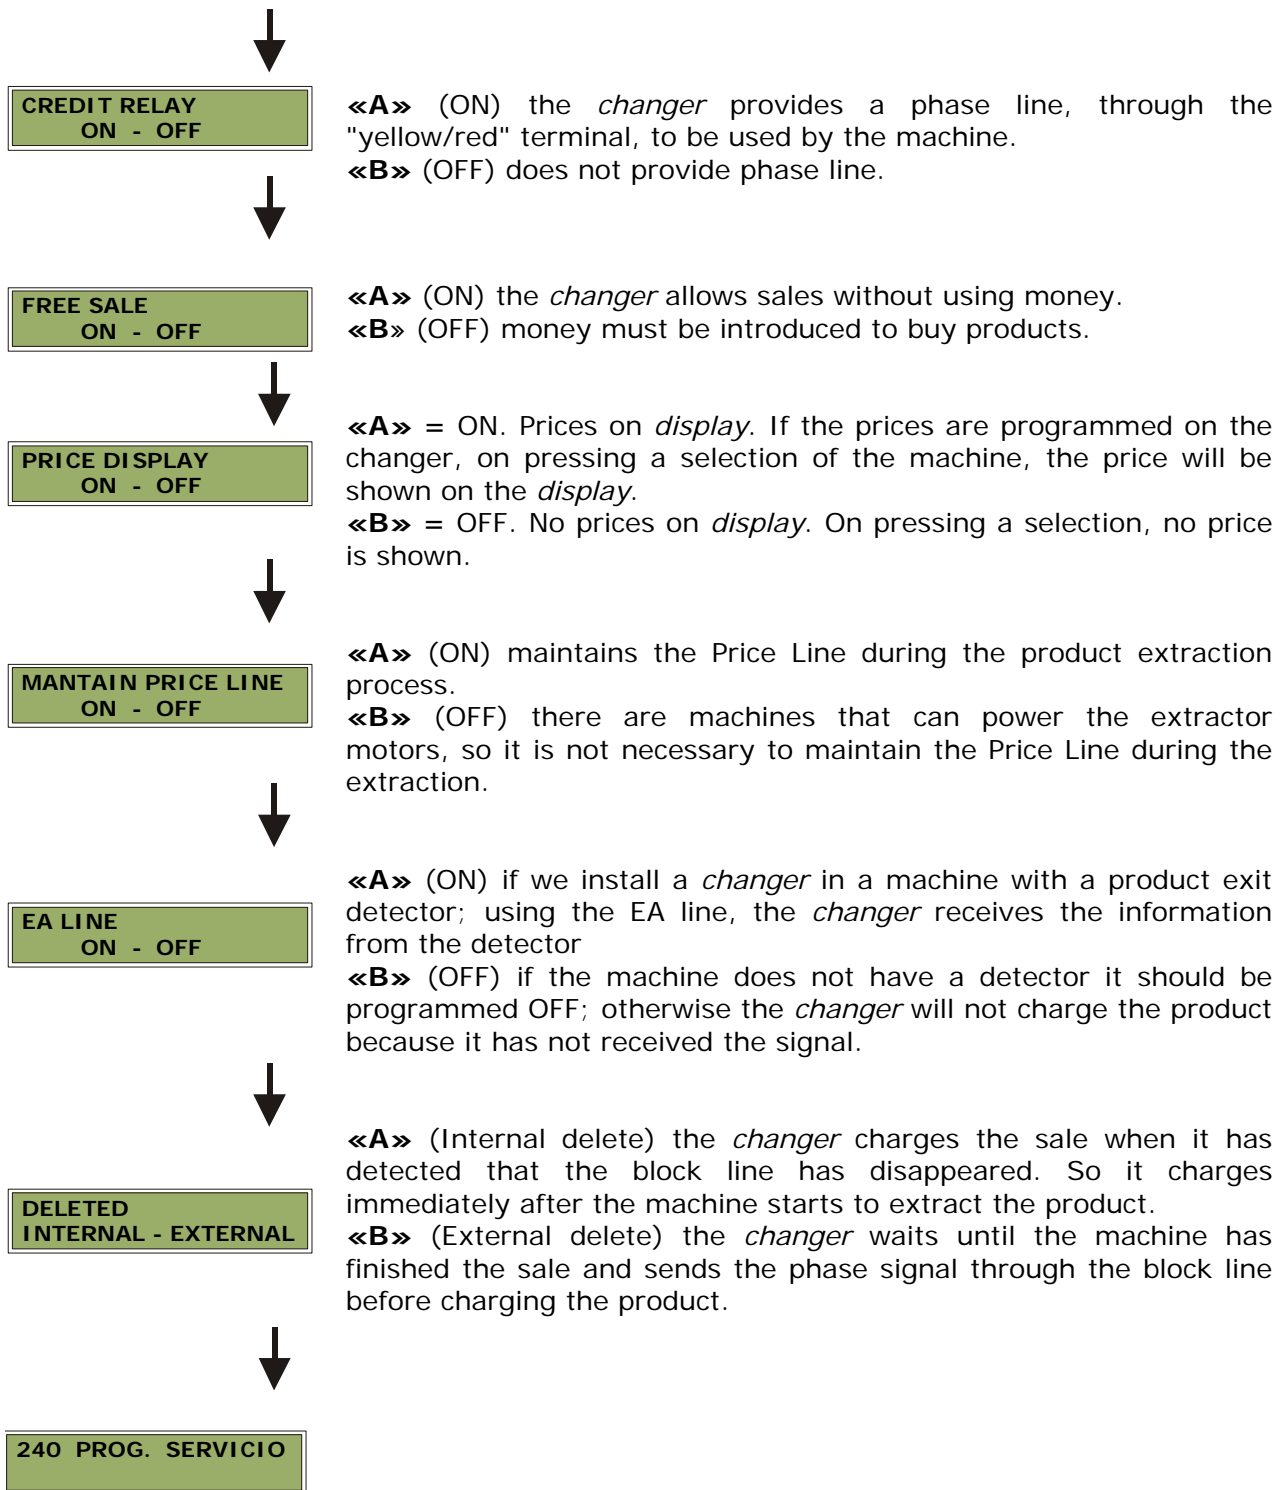 CREDIT RELAY
ON - OFF
«A» (ON) the changer provides a phase line, through the
"yellow/red" terminal, to be used by the machine.
«B» (OFF) does not provide phase line.
FREE SALE
ON - OFF
«A» (ON) the changer allows sales without using money.
«B» (OFF) money must be introduced to buy products.
PRICE DISPLAY
ON - OFF
«A» = ON. Prices on display. If the prices are programmed on the
changer, on pressing a selection of the machine, the price will be
shown on the display.
«B» = OFF. No prices on display. On pressing a selection, no price
is shown.
MANTAIN PRICE LINE
ON - OFF
«A» (ON) maintains the Price Line during the product extraction
process.
«B» (OFF) there are machines that can power the extractor
motors, so it is not necessary to maintain the Price Line during the
extraction.
EA LINE
ON - OFF
«A» (ON) if we install a changer in a machine with a product exit
detector; using the EA line, the changer receives the information
from the detector
«B» (OFF) if the machine does not have a detector it should be
programmed OFF; otherwise the changer will not charge the product
because it has not received the signal.
DELETED
INTERNAL - EXTERNAL
«A» (Internal delete) the changer charges the sale when it has
detected that the block line has disappeared. So it charges
immediately after the machine starts to extract the product.
«B» (External delete) the changer waits until the machine has
finished the sale and sends the phase signal through the block line
before charging the product.
240 PROG. SERVICIO